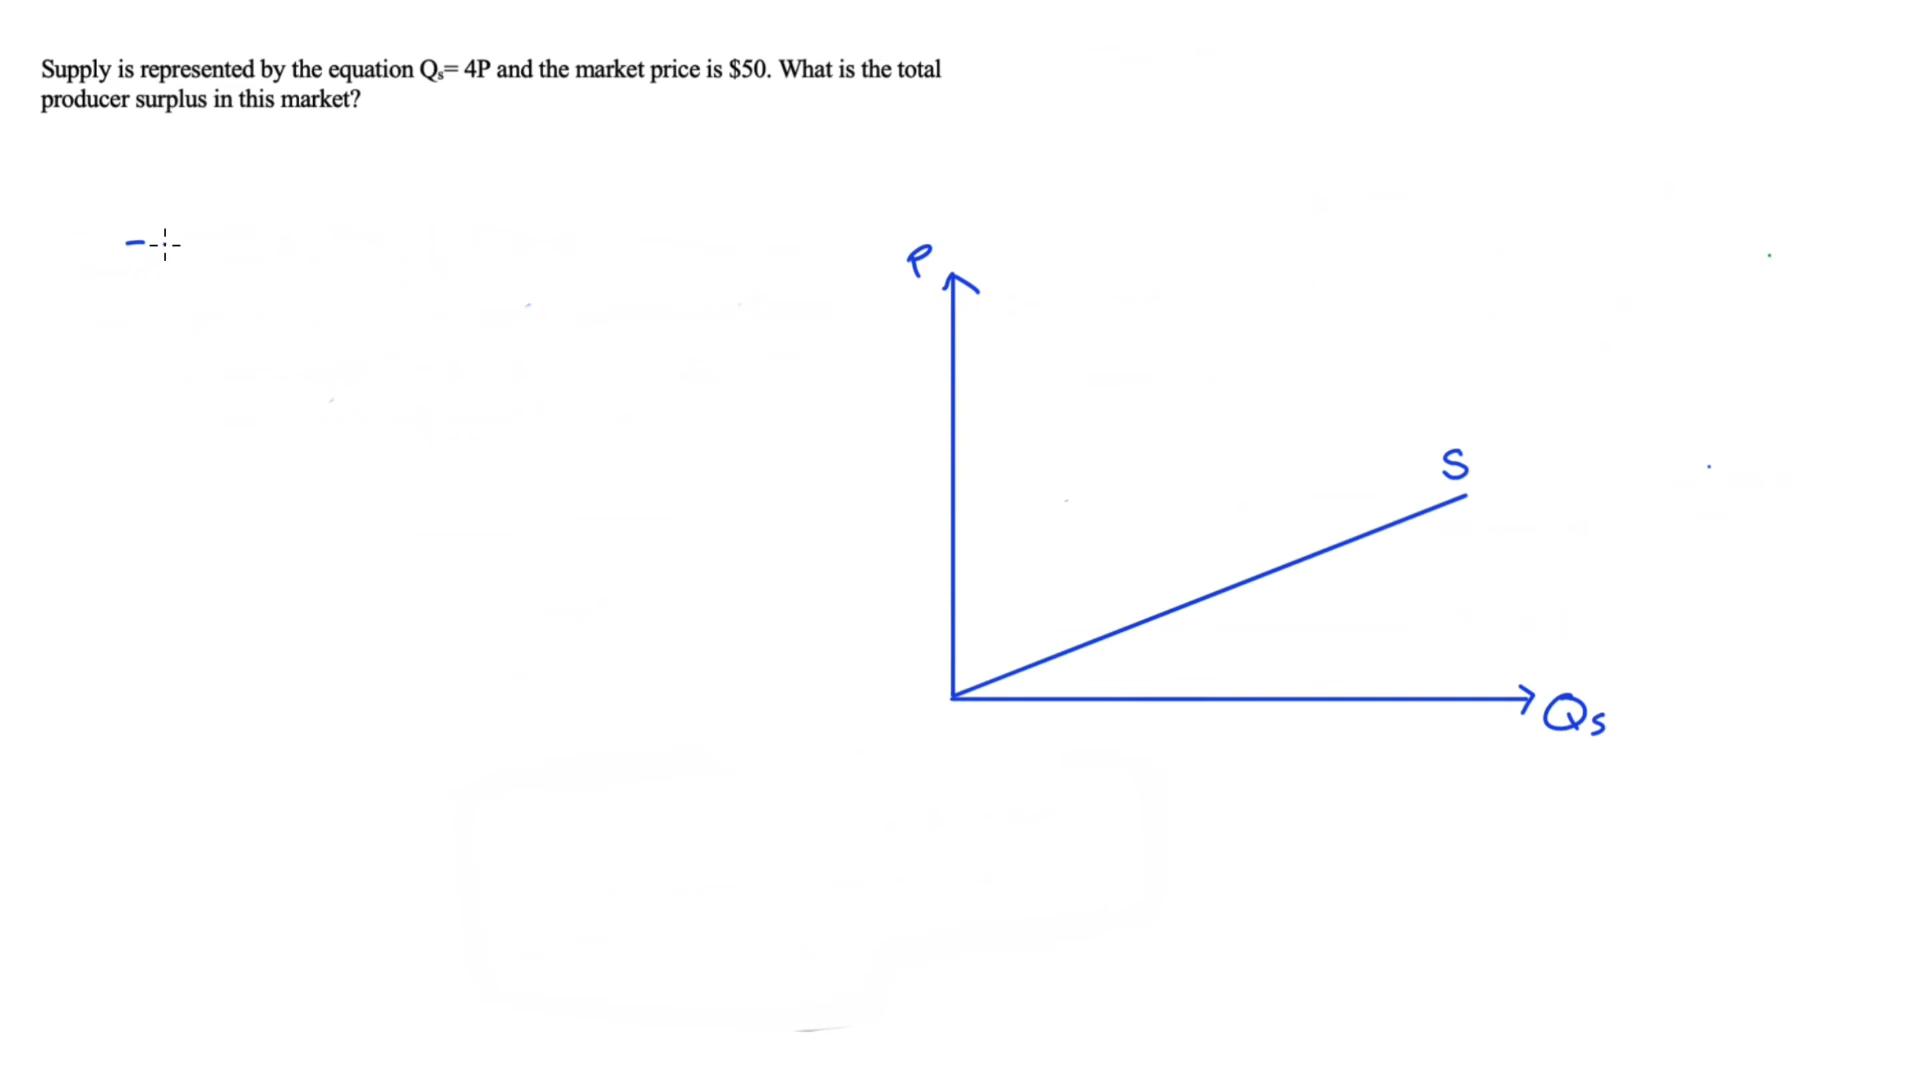 Supply is represented by the equation Qs= 4P and the market price is $50. What is the total
producer surplus in this market?
P
S
Qs